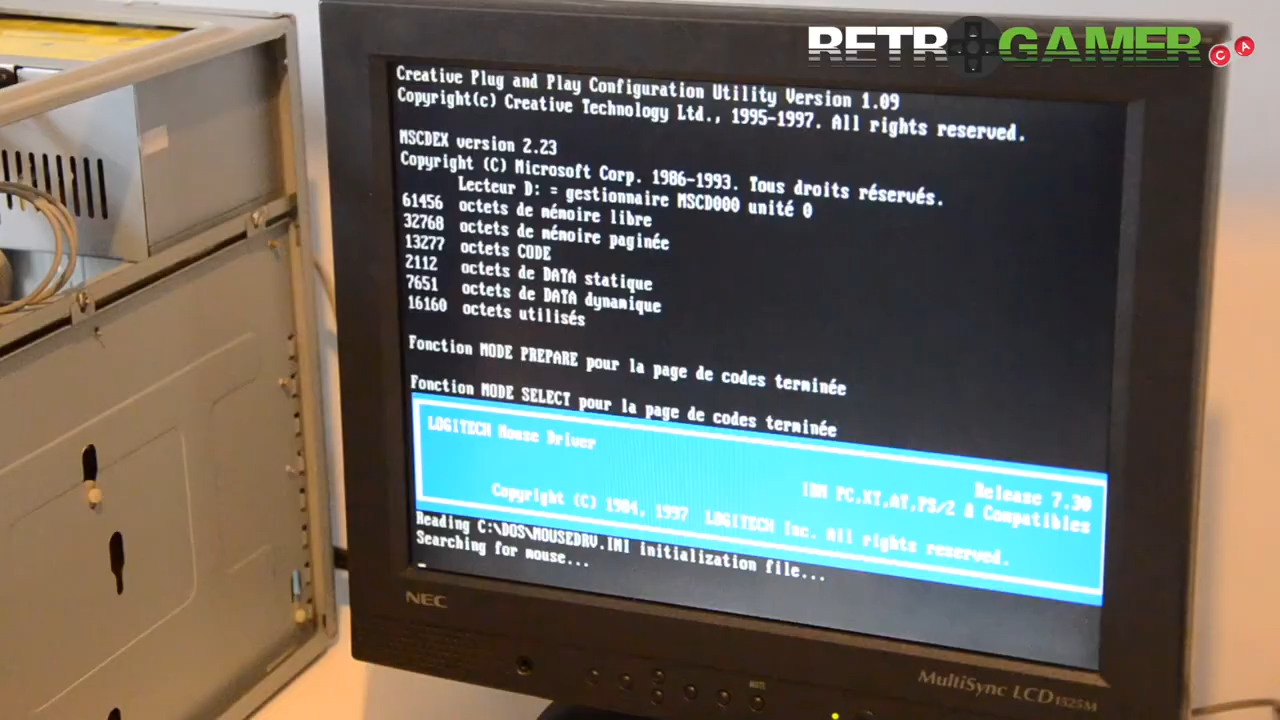 RETR GAMER CA
Creative Plug and Play Configuration Utility Version 1.09
Copyright(c) Creative Technology Ltd., 1995-1997. All rights reserved.
MSCDEX version 2.23
Copyright (C) Microsoft Corp. 1986-1993. Tous droits réservés.
Lecteur D: = gestionnaire MSCD000 unité 0
61456 octets de mémoire libre
32768 octets de mémoire paginée
13277 octets CODE
2112 octets de DATA statique
7651 octets de DATA dynamique
16160 octets utilisés
Fonction MODE PREPARE pour la page de codes terminée
Fonction MODE SELECT pour la page de codes terminée
LOGITECH Mouse Driver
Release 7.30
IBM PC,XT,AT,PS/2 & Compatibles
Copyright (C) 1984, 1997 LOGITECH Inc. All rights reserved.
Reading C:\DOS\MOUSEDRV.INI initialization file...
Searching for mouse...
NEC
MultiSync LCD1525M